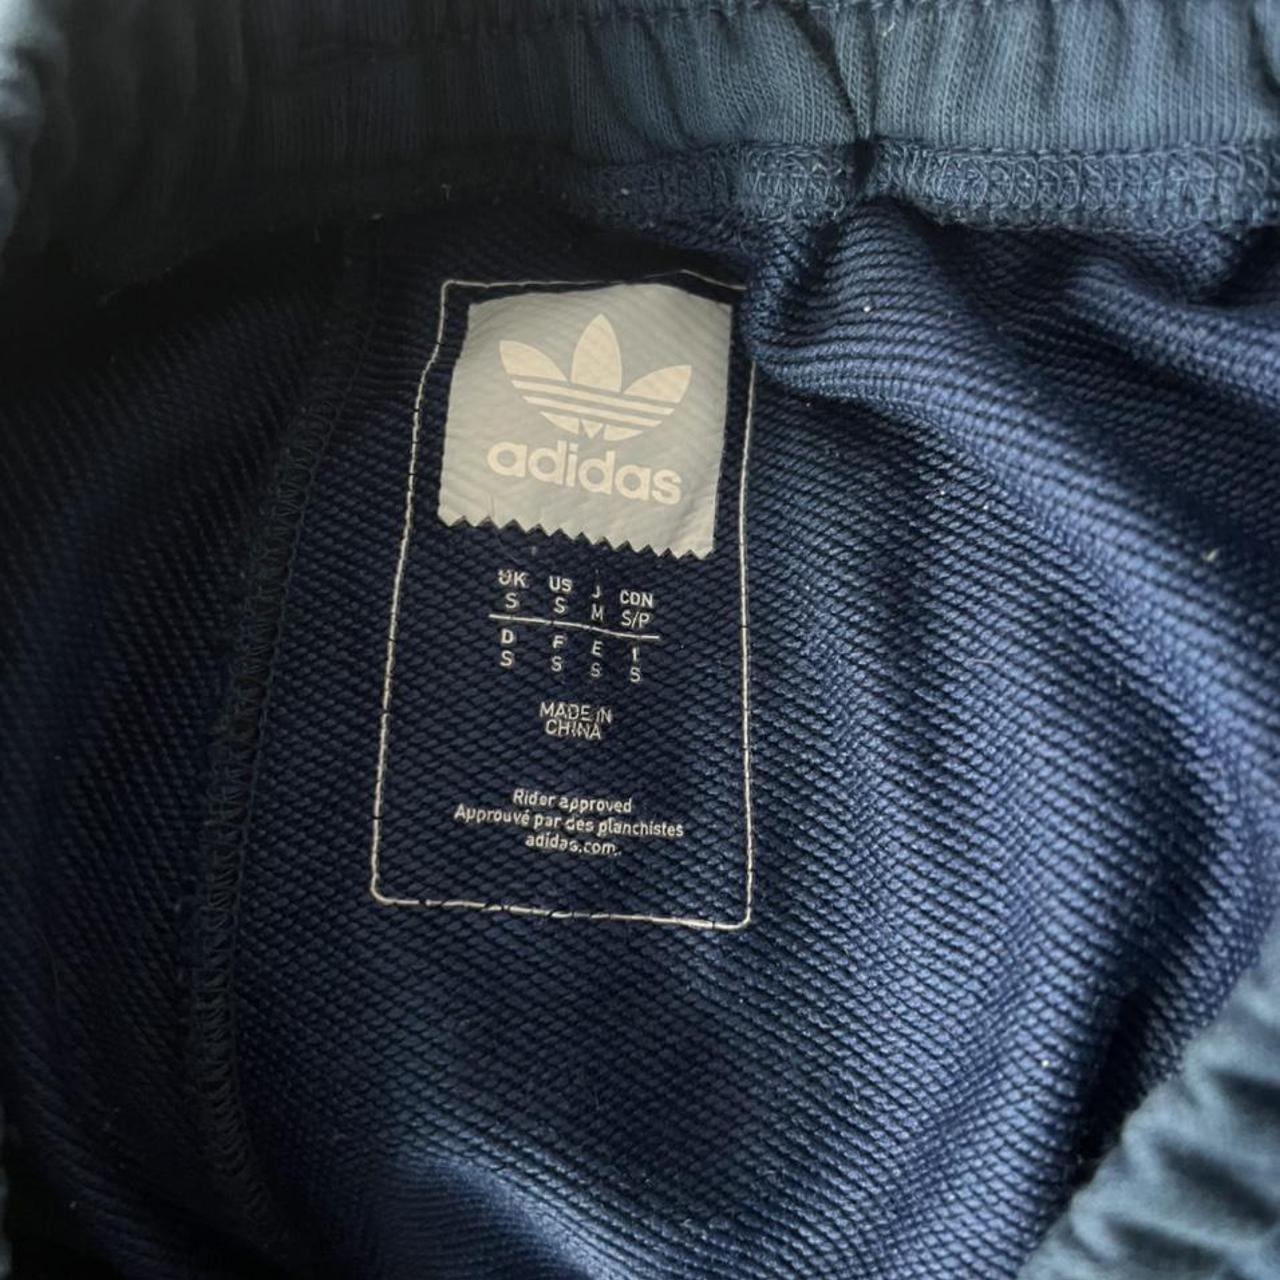 adidas
UK US J CDN
S S M S/P
D F E I
S S S S
MADE IN
CHINA
Rider approved
Approuvé par des planchistes
adidas.com